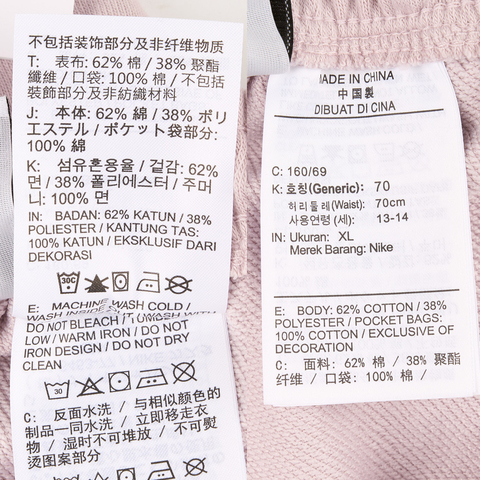 不包括装饰部分及非纤维物质
T: 表布: 62% 棉 / 38% 聚酯
纖維 / 口袋: 100% 棉 / 不包括
裝飾部分及非紡織材料
J: 本体: 62% 綿 / 38% ポリ
エステル / ポケット袋部分:
100% 綿
K: 섬유혼용율 / 겉감: 62%
면 / 38% 폴리에스터 / 주머
니: 100% 면
IN: BADAN: 62% KATUN / 38%
POLIESTER / KANTUNG TAS:
100% KATUN / EKSKLUSIF DARI
DEKORASI
E: MACHINE WASH COLD /
WASH INSIDE
DO NOT BLEACH
LOW / WARM IRON / DO NOT
IRON DESIGN / DO NOT DRY
CLEAN
30
C: 反面水洗 / 与相似颜色的
制品一同水洗 / 立即移走衣
物 / 湿时不可堆放 / 不可熨
烫图案部分
MADE IN CHINA
中國製
DIBUAT DI CINA
C: 160/69
K: 호칭(Generic): 70
허리둘레(Waist): 70cm
사용연령 (세): 13-14
IN: Ukuran: XL
Merek Barang: Nike
E: BODY: 62% COTTON / 38%
POLYESTER / POCKET BAGS:
100% COTTON / EXCLUSIVE OF
DECORATION
C: 面料: 62% 棉 / 38% 聚酯
纤维 / 口袋: 100% 棉 /